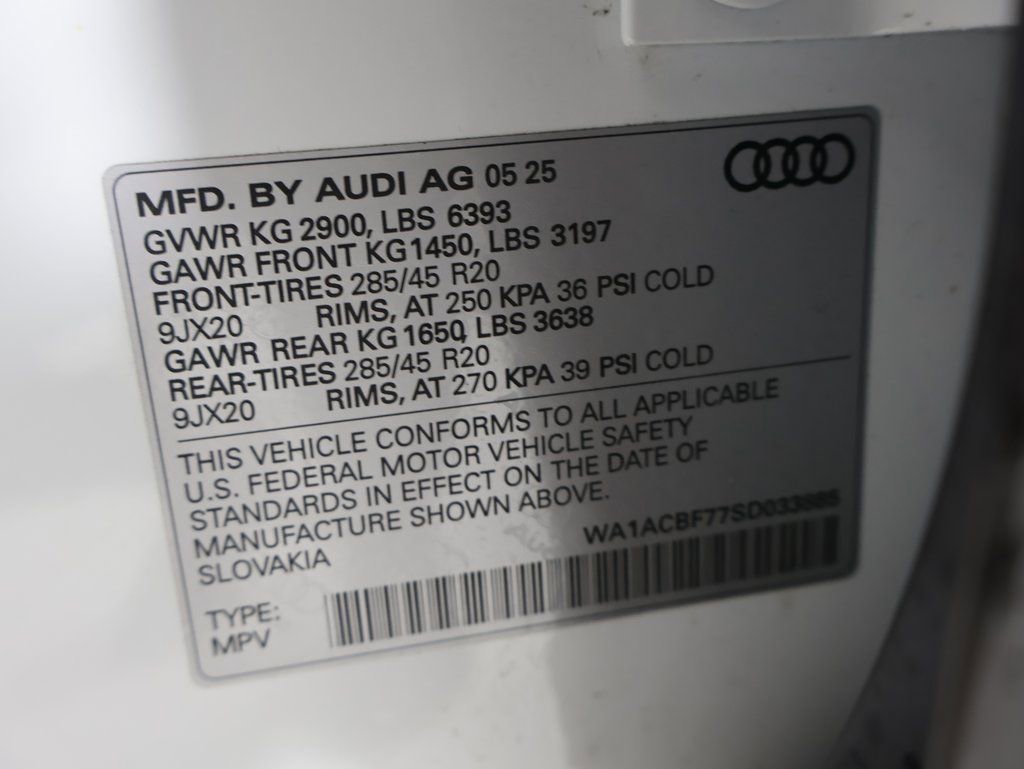 MFD. BY AUDI AG 05 25
GVWR KG 2900, LBS 6393
GAWR FRONT KG1450, LBS 3197
FRONT-TIRES 285/45 R20
9JX20 RIMS, AT 250 KPA 36 PSI COLD
GAWR REAR KG 1650, LBS 3638
REAR-TIRES 285/45 R20
9JX20 RIMS, AT 270 KPA 39 PSI COLD
THIS VEHICLE CONFORMS TO ALL APPLICABLE
U.S. FEDERAL MOTOR VEHICLE SAFETY
STANDARDS IN EFFECT ON THE DATE OF
MANUFACTURE SHOWN ABOVE.
SLOVAKIA
TYPE:
MPV